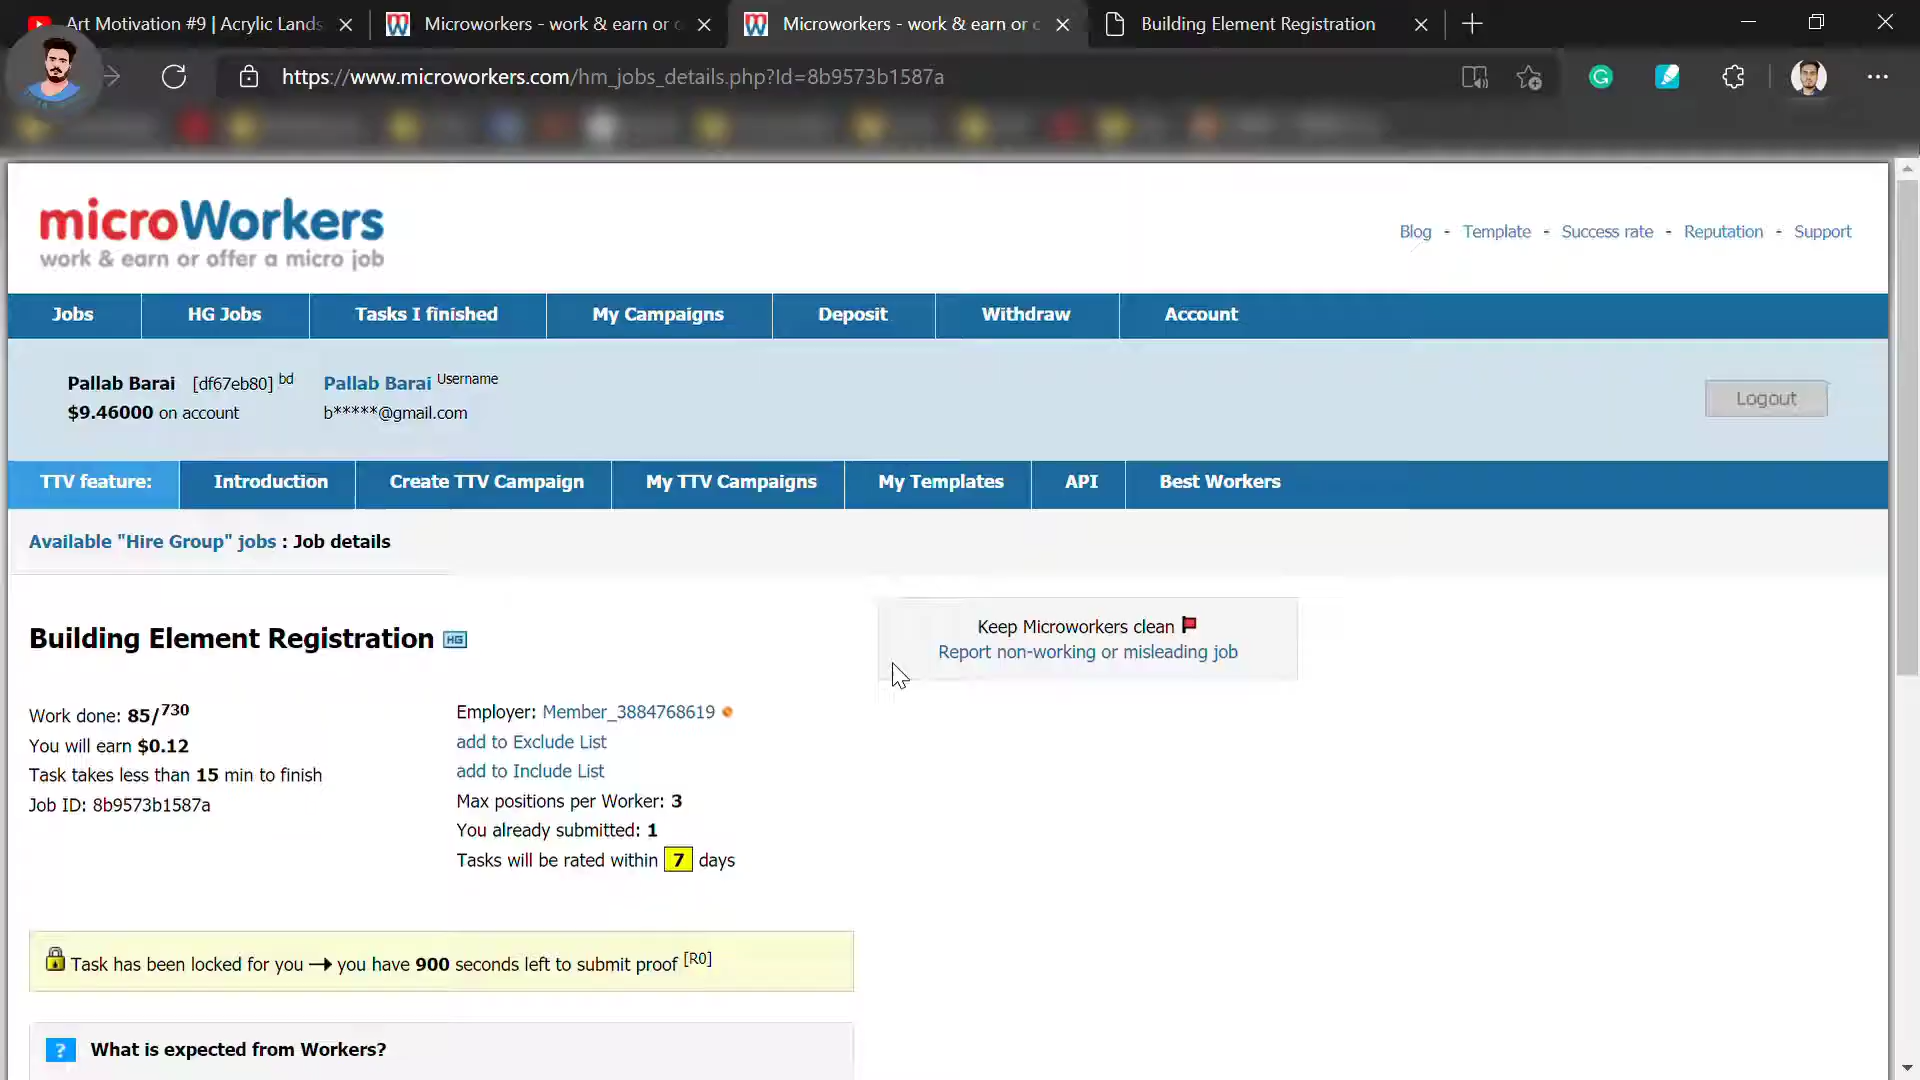 Art Motivation #9 | Acrylic Lands
Microworkers - work & earn or o
Microworkers - work & earn or o
Building Element Registration
https://www.microworkers.com/hm_jobs_details.php?Id=8b9573b1587a
microWorkers
work & earn or offer a micro job
Blog - Template - Success rate - Reputation - Support
Jobs HG Jobs Tasks I finished My Campaigns Deposit Withdraw Account
Pallab Barai [df67eb80] bd Pallab Barai Username
$9.46000 on account b*****@gmail.com
Logout
TTV feature: Introduction Create TTV Campaign My TTV Campaigns My Templates API Best Workers
Available "Hire Group" jobs : Job details
Building Element Registration HG
Keep Microworkers clean
Report non-working or misleading job
Work done: 85/730
You will earn $0.12
Task takes less than 15 min to finish
Job ID: 8b9573b1587a
Employer: Member_3884768619
add to Exclude List
add to Include List
Max positions per Worker: 3
You already submitted: 1
Tasks will be rated within 7 days
Task has been locked for you → you have 900 seconds left to submit proof [R0]
? What is expected from Workers?